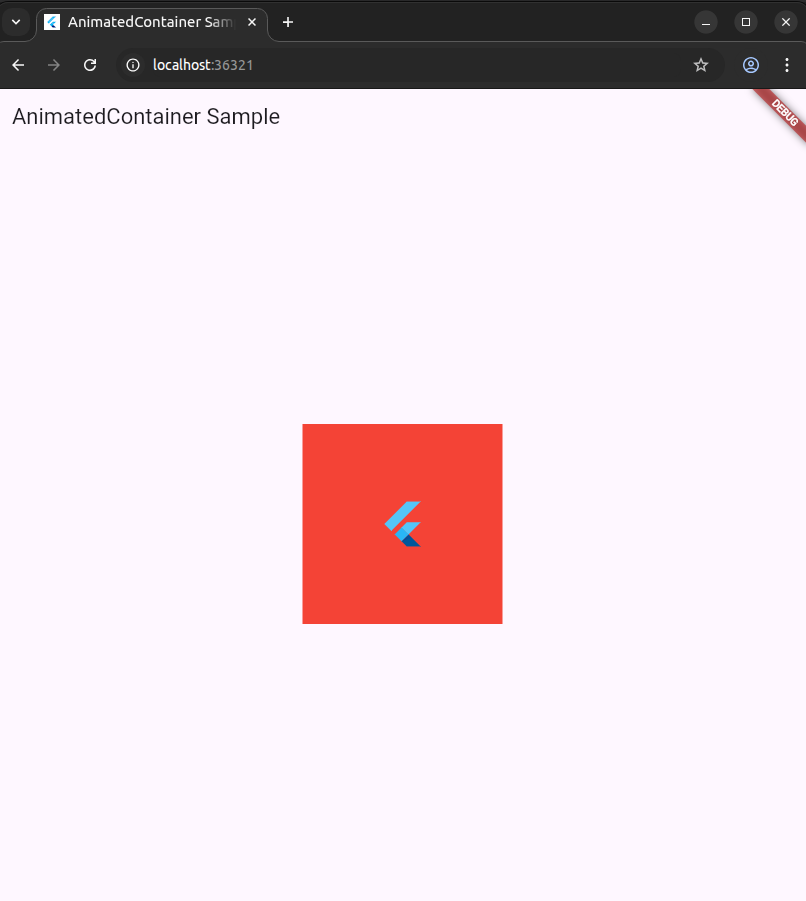 AnimatedContainer Sam
localhost:36321
AnimatedContainer Sample
DEBUG